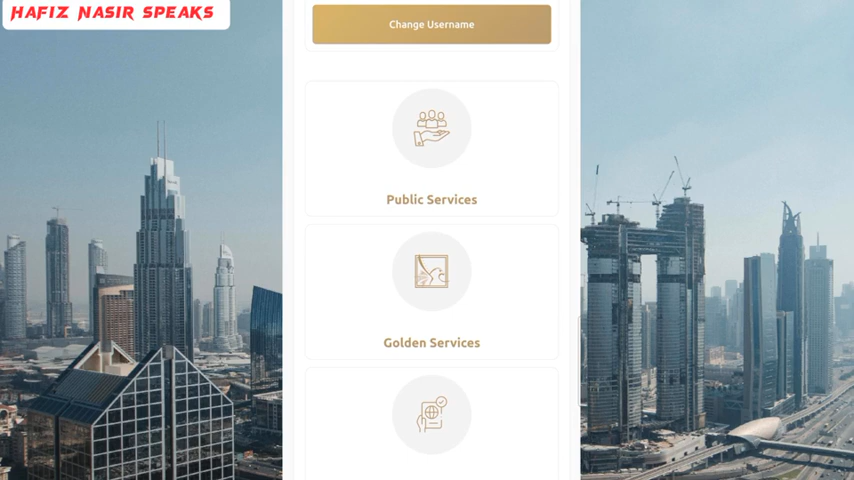 HAFIZ NASIR SPEAKS
Change Username
Public Services
Golden Services